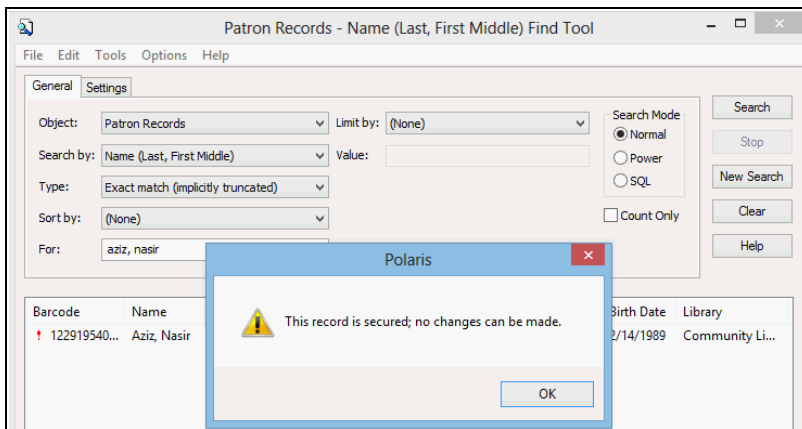 Patron Records - Name (Last, First Middle) Find Tool
File Edit Tools Options Help
General Settings
Object: Patron Records Limit by: (None) Search Mode Search
Normal
Search by: Name (Last, First Middle) Value: Power Stop
Type: Exact match (implicitly truncated) SQL New Search
Sort by: (None) Count Only Clear
For: aziz, nasir Help
Polaris
Barcode Name Birth Date Library
! 122919540... Aziz, Nasir 2/14/1989 Community Li...
This record is secured; no changes can be made.
OK